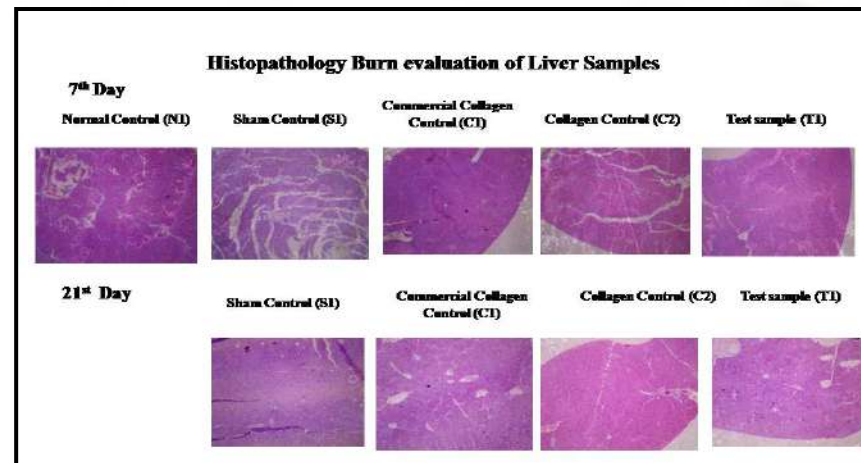 Histopathology Burn evaluation of Liver Samples
7th Day
Normal Control (N1)
Sham Control (S1)
Commercial Collagen
Control (C1)
Collagen Control (C2)
Test sample (T1)
21st Day
Sham Control (S1)
Commercial Collagen
Control (C1)
Collagen Control (C2)
Test sample (T1)